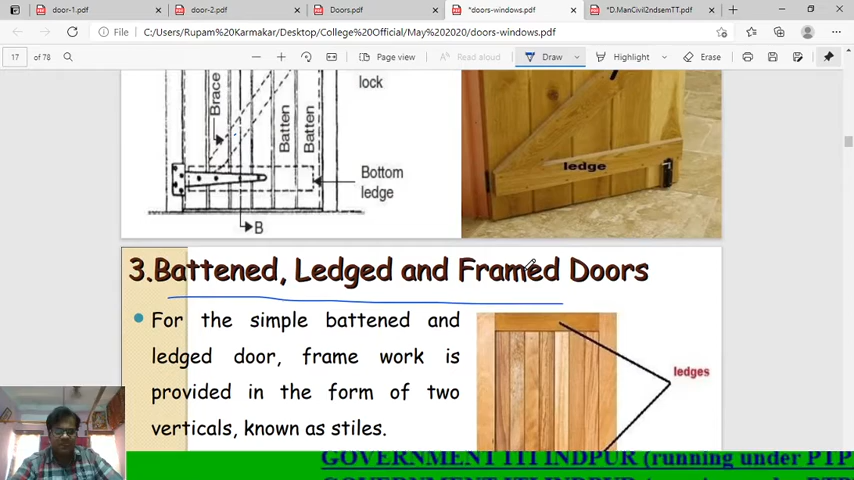 door-1.pdf
door-2.pdf
Doors.pdf
*doors-windows.pdf
*D.ManCivil2ndsemTT.pdf
File
C:/Users/Rupam%20Karmakar/Desktop/College%20Official/May%202020/doors-windows.pdf
17 of 78
Page view
Read aloud
Draw
Highlight
Erase
lock
Brace
Batten
Batten
Bottom
ledge
B
ledge
3.Battened, Ledged and Framed Doors
For the simple battened and
ledged door, frame work is
provided in the form of two
verticals, known as stiles.
ledges
GOVERNMENT ITI INDPUR (running under PTP